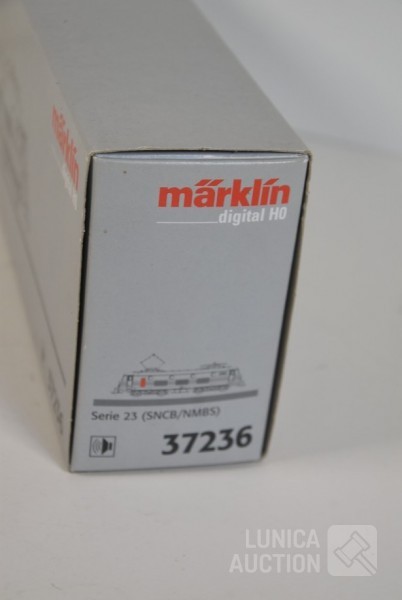 märklin
digital H0
Serie 23 (SNCB/NMBS)
37236
LUNICA
AUCTION